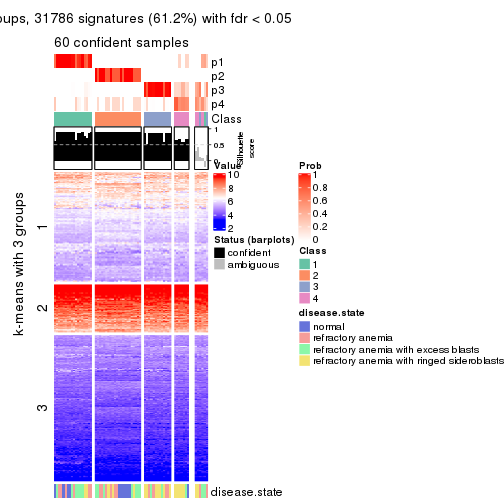 oups, 31786 signatures (61.2%) with fdr < 0.05
60 confident samples
p1
p2
p3
p4
Class
1
0.5
0
Silhouette
score
k-means with 3 groups
1
2
3
disease.state
Value
10
8
6
4
2
Status (barplots)
confident
ambiguous
Prob
1
0.8
0.6
0.4
0.2
0
Class
1
2
3
4
disease.state
normal
refractory anemia
refractory anemia with excess blasts
refractory anemia with ringed sideroblasts